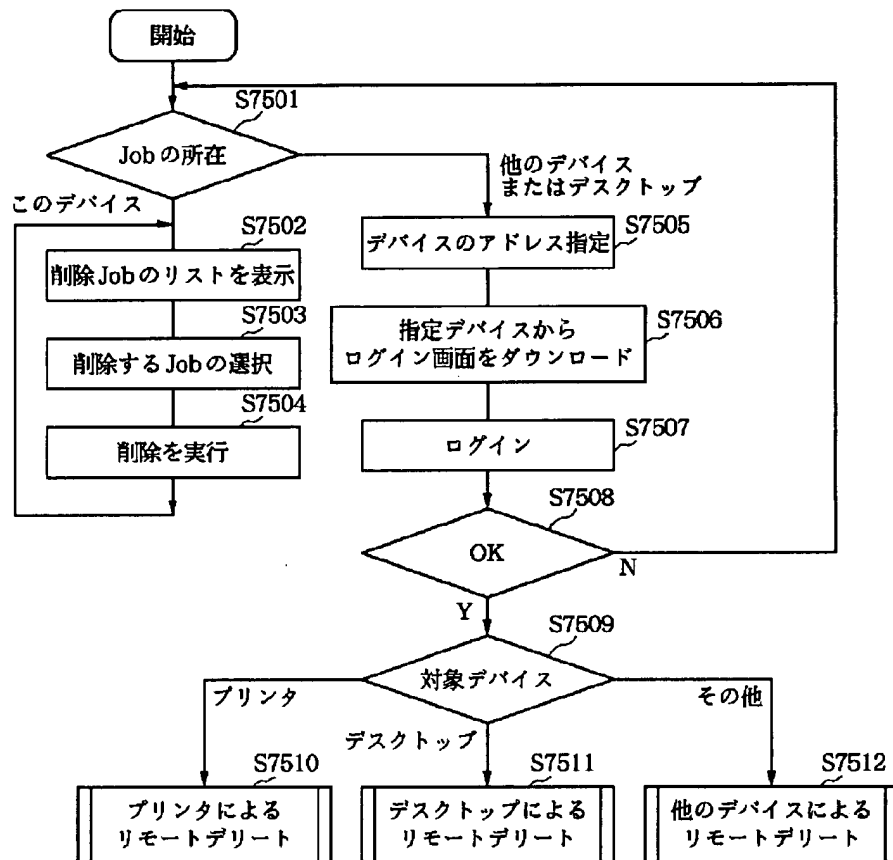 開始
S7501
Jobの所在
このデバイス
他のデバイス
またはデスクトップ
S7502
削除Jobのリストを表示
S7503
削除するJobの選択
S7504
削除を実行
S7505
デバイスのアドレス指定
S7506
指定デバイスから
ログイン画面をダウンロード
S7507
ログイン
S7508
OK
N
Y
S7509
対象デバイス
プリンタ
デスクトップ
その他
S7510
プリンタによる
リモートデリート
S7511
デスクトップによる
リモートデリート
S7512
他のデバイスによる
リモートデリート